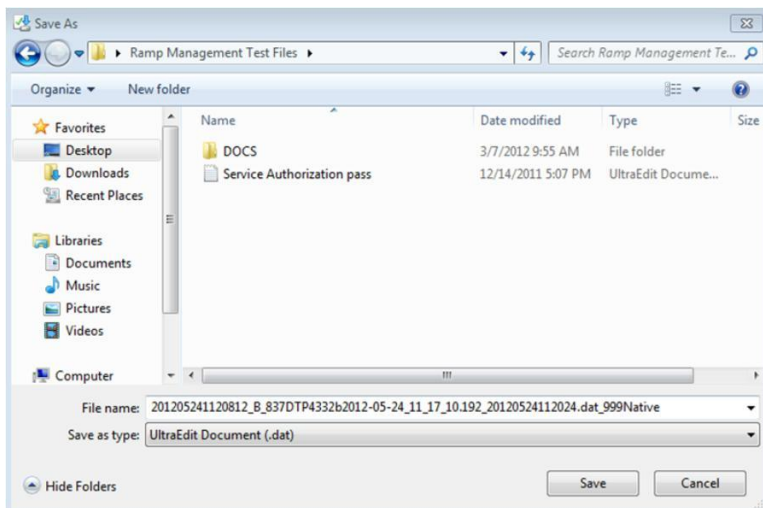 Save As
Ramp Management Test Files
Search Ramp Management Te...
Organize New folder
Name Date modified Type Size
Favorites
Desktop
Downloads
Recent Places
Libraries
Documents
Music
Pictures
Videos
Computer
DOCS 3/7/2012 9:55 AM File folder
Service Authorization pass 12/14/2011 5:07 PM UltraEdit Docume...
File name: 201205241120812_B_837DTP4332b2012-05-24_11_17_10.192_20120524112024.dat_999Native
Save as type: UltraEdit Document (.dat)
Hide Folders Save Cancel